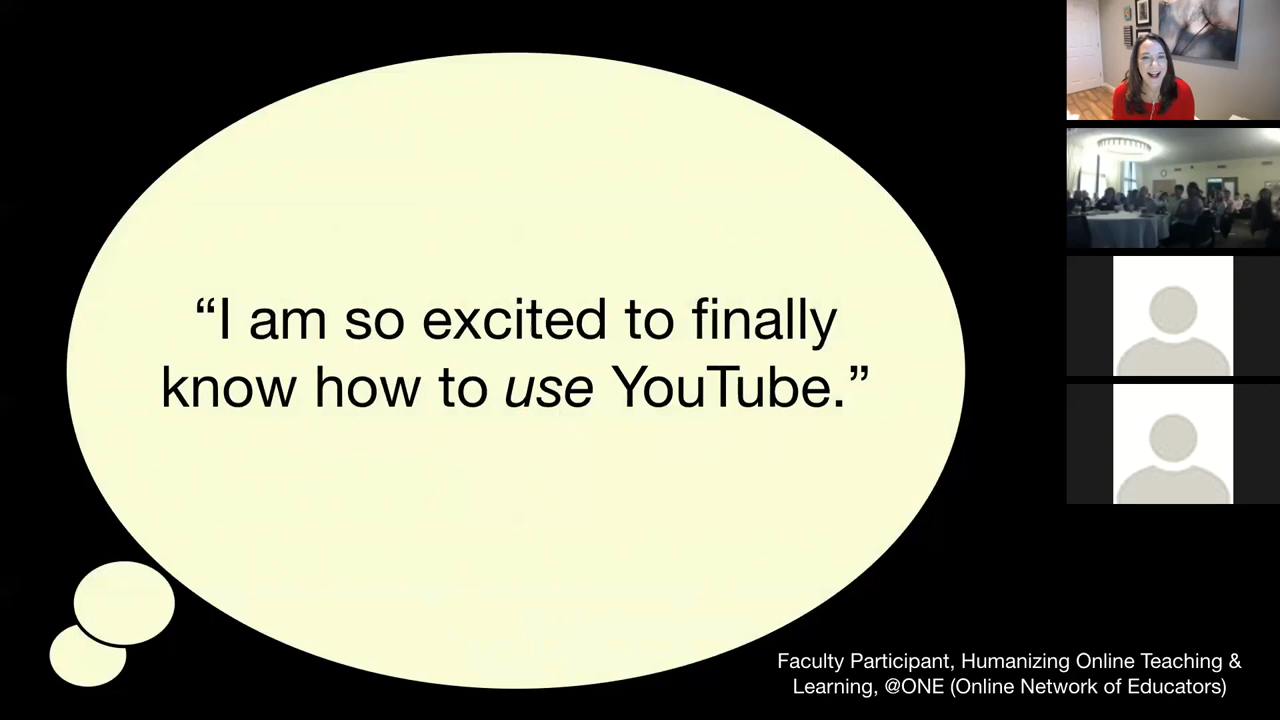 “I am so excited to finally
know how to use YouTube.”
Faculty Participant, Humanizing Online Teaching &
Learning, @ONE (Online Network of Educators)